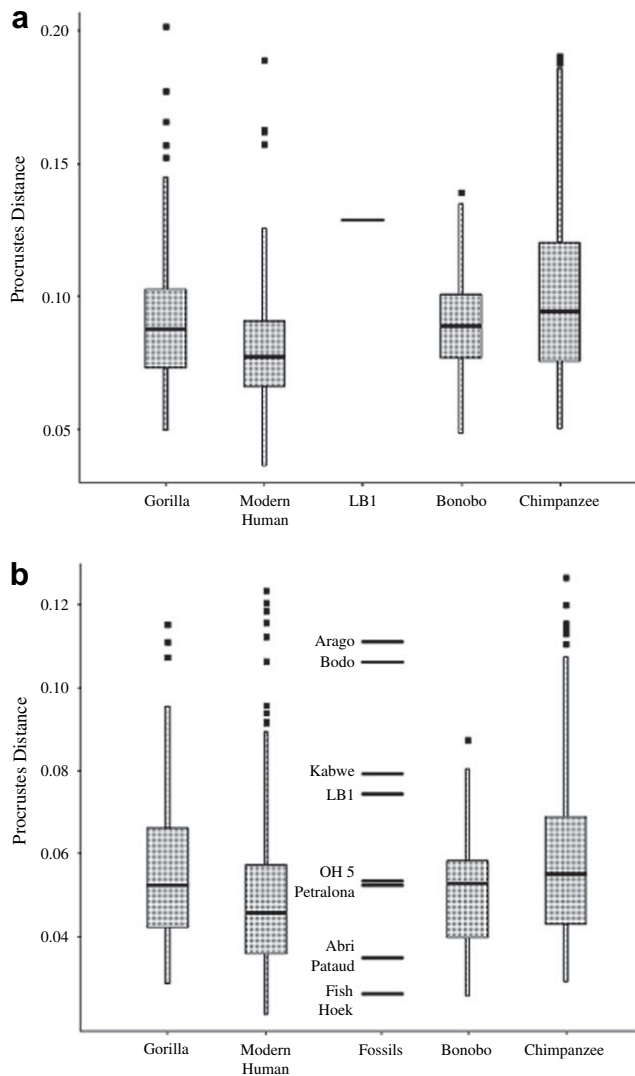 a
0.20
0.15
0.10
0.05
Procrustes Distance
Gorilla
Modern
Human
LB1
Bonobo
Chimpanzee
b
0.12
0.10
0.08
0.06
0.04
Procrustes Distance
Arago
Bodo
Kabwe
LB1
OH 5
Petralona
Abri
Pataud
Fish
Hoek
Gorilla
Modern
Human
Fossils
Bonobo
Chimpanzee